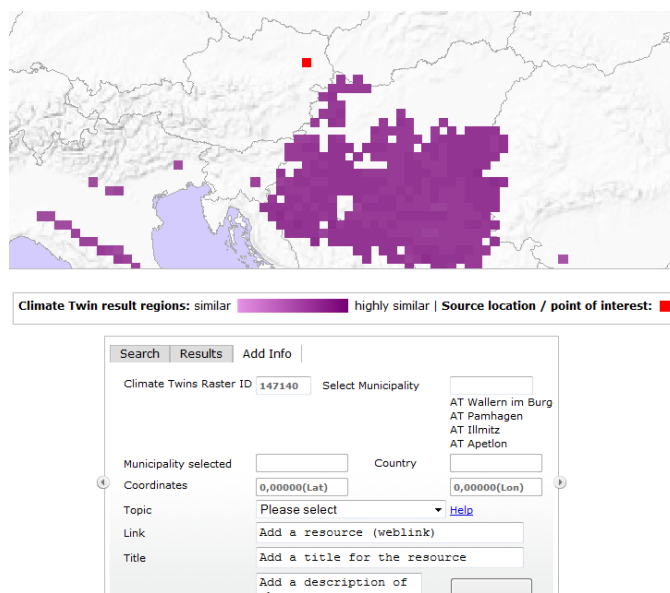 Climate Twin result regions: similar highly similar | Source location / point of interest:
Search Results Add Info
Climate Twins Raster ID 147140 Select Municipality
AT Wallern im Burg
AT Pamhagen
AT Illmitz
AT Apetlon
Municipality selected Country
Coordinates 0,00000(Lat) 0,00000(Lon)
Topic Please select Help
Link Add a resource (weblink)
Title Add a title for the resource
Add a description of